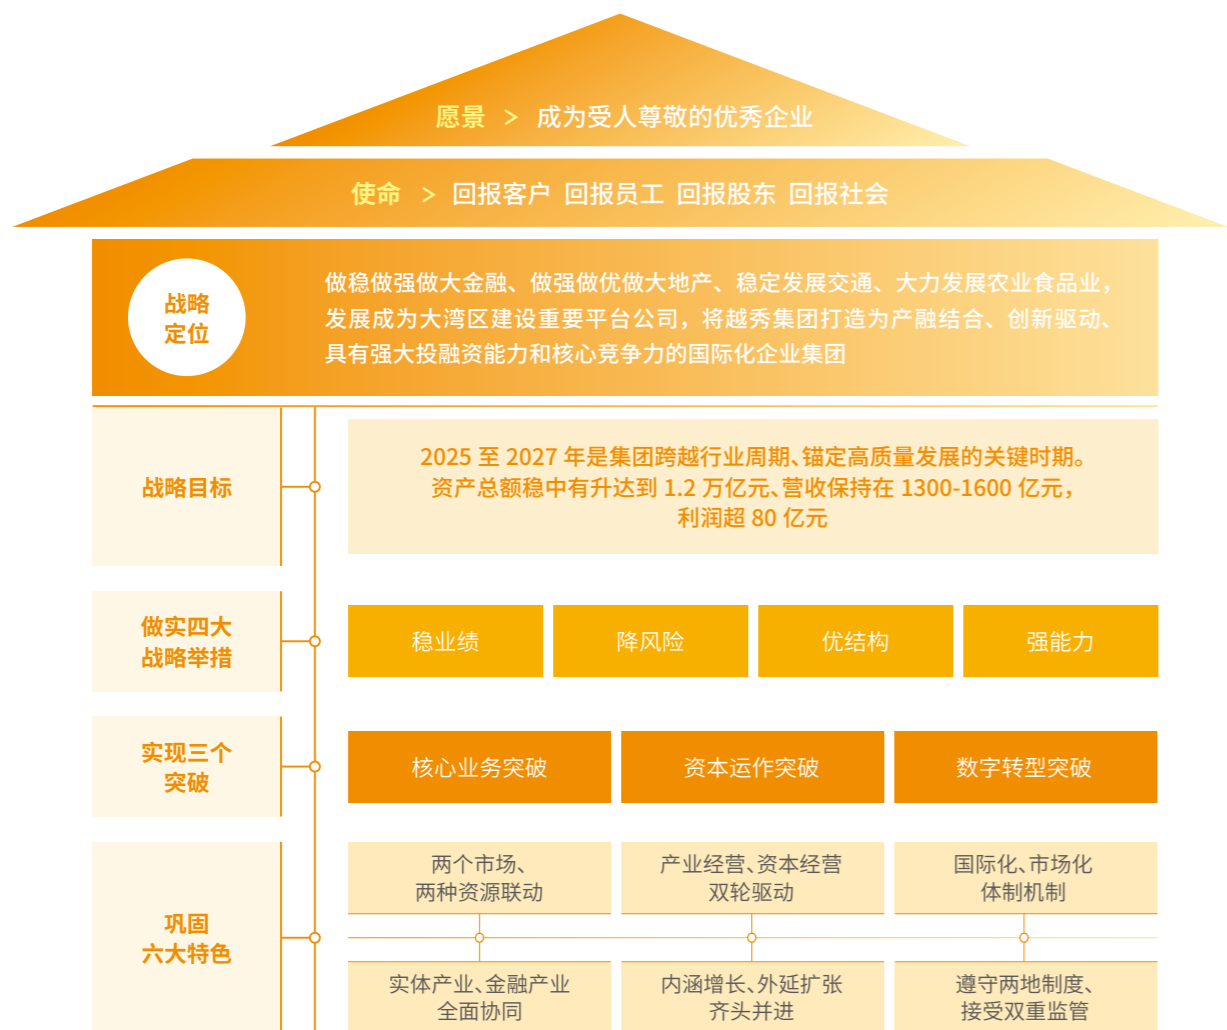 愿景 > 成为受人尊敬的优秀企业
使命 > 回报客户 回报员工 回报股东 回报社会
战略
定位
做稳做强做大金融、做强做优做大地产、稳定发展交通、大力发展农业食品业，
发展成为大湾区建设重要平台公司，将越秀集团打造为产融结合、创新驱动、
具有强大投融资能力和核心竞争力的国际化企业集团
战略目标
2025 至 2027 年是集团跨越行业周期、锚定高质量发展的关键时期。
资产总额稳中有升达到 1.2 万亿元、营收保持在 1300-1600 亿元，
利润超 80 亿元
做实四大
战略举措
稳业绩
降风险
优结构
强能力
实现三个
突破
核心业务突破
资本运作突破
数字转型突破
巩固
六大特色
两个市场、
两种资源联动
产业经营、资本经营
双轮驱动
国际化、市场化
体制机制
实体产业、金融产业
全面协同
内涵增长、外延扩张
齐头并进
遵守两地制度、
接受双重监管